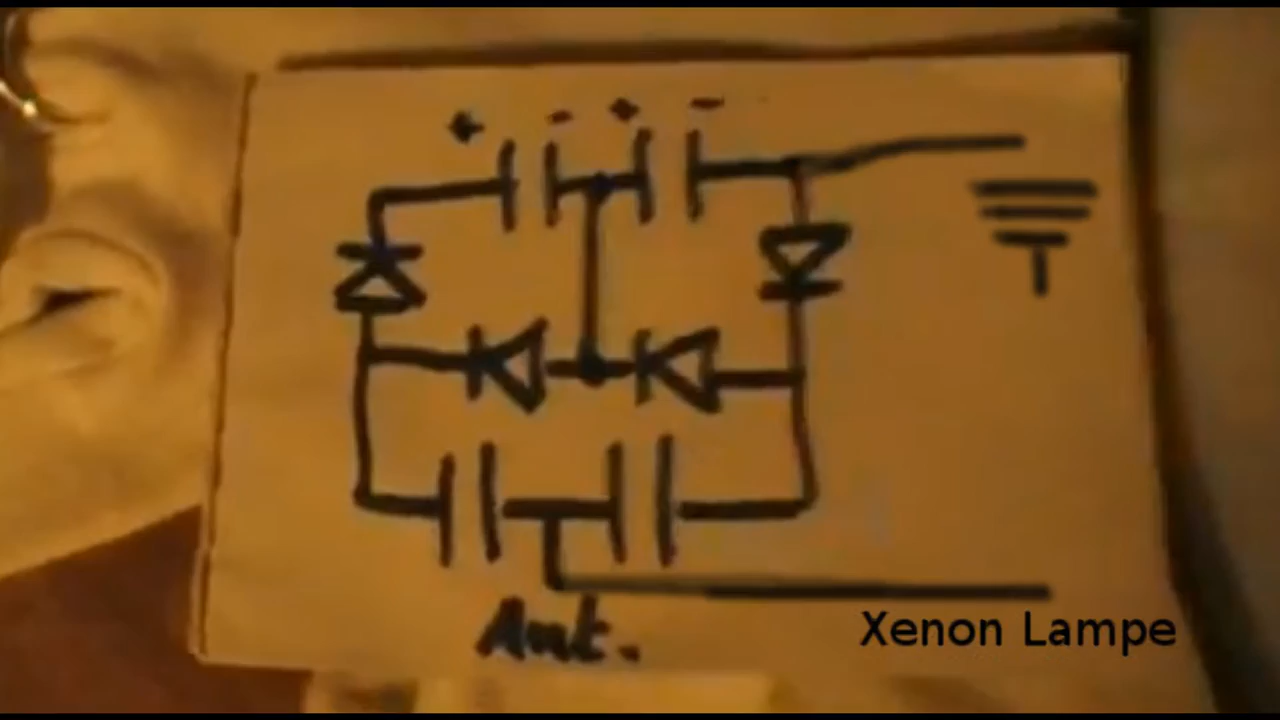 + - + -
Ant.
Xenon Lampe